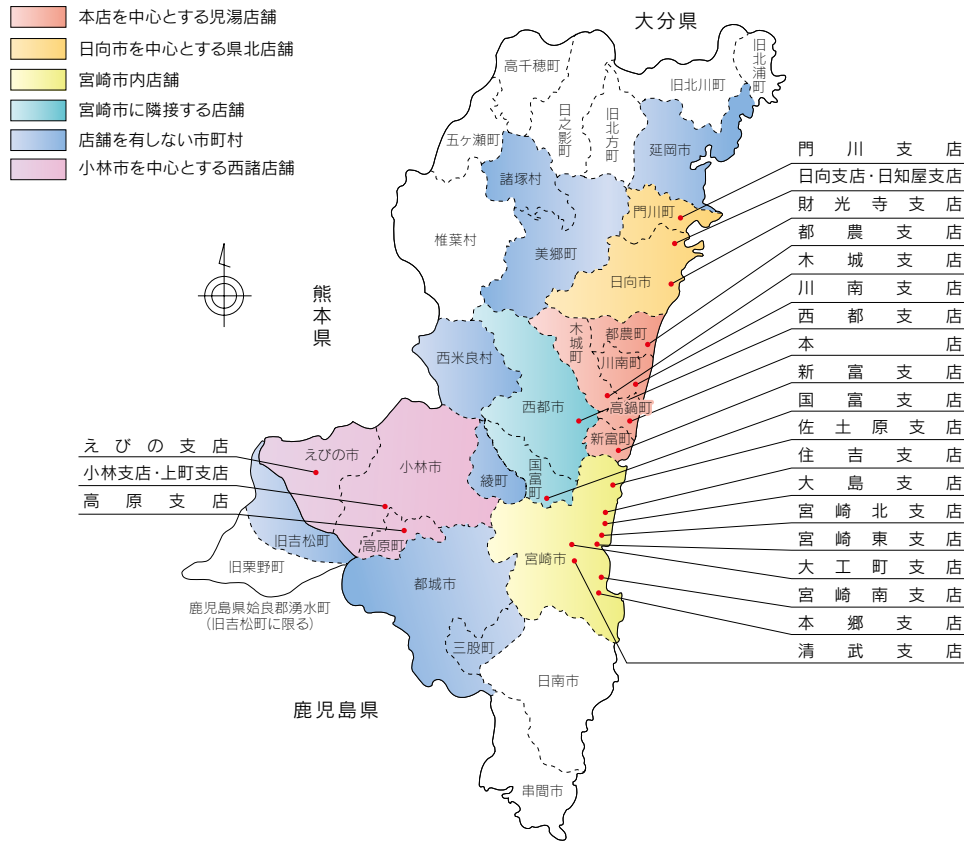 本店を中心とする児湯店舗
日向市を中心とする県北店舗
宮崎市内店舗
宮崎市に隣接する店舗
店舗を有しない市町村
小林市を中心とする西諸店舗
大分県
熊本県
鹿児島県
高千穂町
旧北浦町
旧北川町
日之影町
旧北方町
五ヶ瀬町
延岡市
諸塚村
門川町
椎葉村
美郷町
日向市
木城町
都農町
川南町
西米良村
西都市
高鍋町
新富町
えびの市
小林市
綾町
国富町
旧吉松町
高原町
宮崎市
旧栗野町
都城市
鹿児島県姶良郡湧水町
(旧吉松町に限る)
三股町
日南市
串間市
門川支店
日向支店・日知屋支店
財光寺支店
都農支店
木城支店
川南支店
西都支店
本店
新富支店
国富支店
佐土原支店
住吉支店
大島支店
宮崎北支店
宮崎東支店
大工町支店
宮崎南支店
本郷支店
清武支店
えびの支店
小林支店・上町支店
高原支店